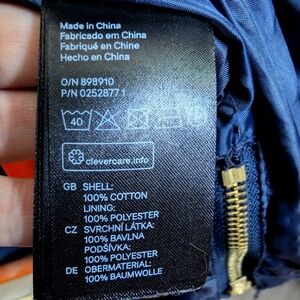 Made in China
Fabricado em China
Fabriqué en Chine
Hecho en China
O/N 898910
P/N 0252877.1
40
clevercare.info
GB SHELL:
100% COTTON
LINING:
100% POLYESTER
CZ SVRCHNÍ LÁTKA:
100% BAVLNA
PODŠÍVKA:
100% POLYESTER
DE OBERMATERIAL:
100% BAUMWOLLE